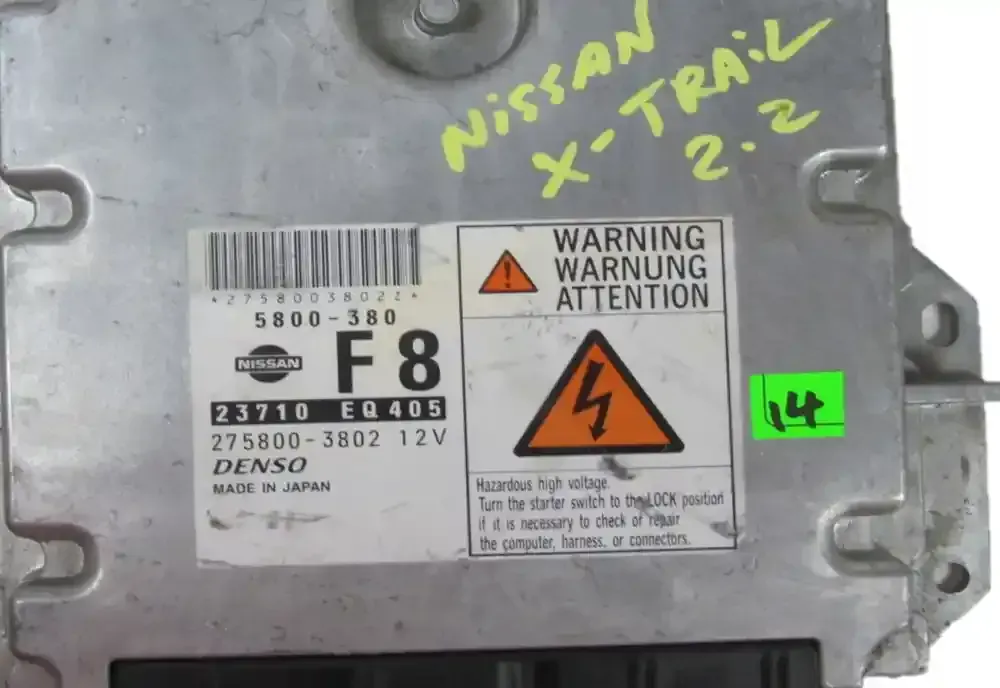 NISSAN
X-TRAiL
2.2
*275800380​2Z*
5800-380
NISSAN
F8
23710 EQ405
275800-3802 12V
DENSO
MADE IN JAPAN
WARNING
WARNUNG
ATTENTION
Hazardous high voltage.
Turn the starter switch to the LOCK position
if it is necessary to check or repair
the computer, harness, or connectors.
14